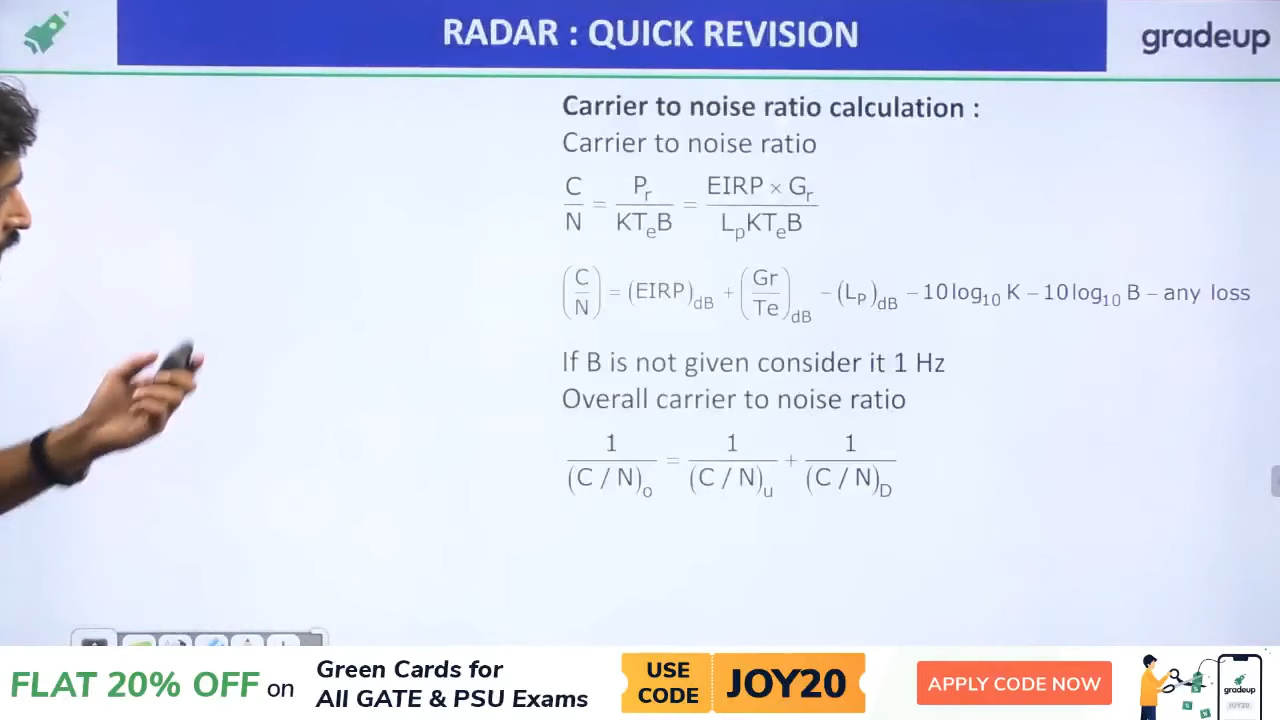 RADAR : QUICK REVISION
gradeup
Carrier to noise ratio calculation :
Carrier to noise ratio
C/N = Pr/KTeB = EIRP × Gr/LpKTeB
(C/N) = (EIRP)dB + (Gr/Te)dB − (LP)dB − 10log10 K − 10log10 B − any loss
If B is not given consider it 1 Hz
Overall carrier to noise ratio
1/(C / N)o = 1/(C / N)u + 1/(C / N)D
FLAT 20% OFF on
Green Cards for
All GATE & PSU Exams
USE
CODE
JOY20
APPLY CODE NOW
gradeup
JOY20